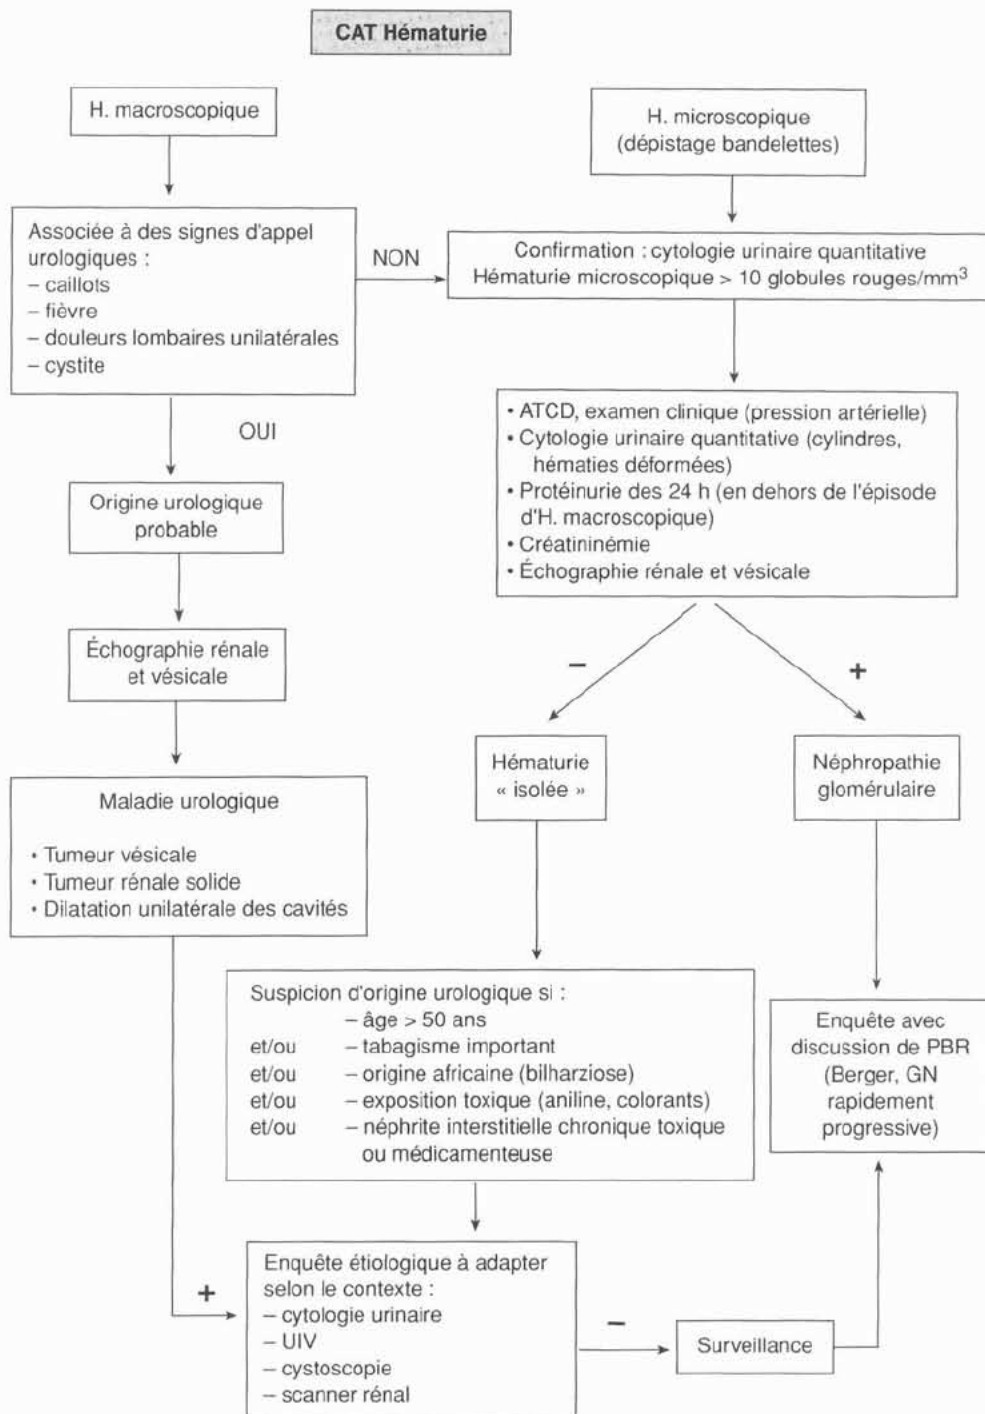 CAT Hématurie
H. macroscopique
H. microscopique
(dépistage bandelettes)
Associée à des signes d'appel
urologiques :
– caillots
– fièvre
– douleurs lombaires unilatérales
– cystite
NON
Confirmation : cytologie urinaire quantitative
Hématurie microscopique > 10 globules rouges/mm³
OUI
• ATCD, examen clinique (pression artérielle)
• Cytologie urinaire quantitative (cylindres,
hématies déformées)
• Protéinurie des 24 h (en dehors de l'épisode
d'H. macroscopique)
• Créatininémie
• Échographie rénale et vésicale
Origine urologique
probable
Échographie rénale
et vésicale
–
+
Hématurie
« isolée »
Néphropathie
glomérulaire
Maladie urologique
• Tumeur vésicale
• Tumeur rénale solide
• Dilatation unilatérale des cavités
Suspicion d'origine urologique si :
– âge > 50 ans
et/ou – tabagisme important
et/ou – origine africaine (bilharziose)
et/ou – exposition toxique (aniline, colorants)
et/ou – néphrite interstitielle chronique toxique
ou médicamenteuse
Enquête avec
discussion de PBR
(Berger, GN
rapidement
progressive)
+
Enquête étiologique à adapter
selon le contexte :
– cytologie urinaire
– UIV
– cystoscopie
– scanner rénal
–
Surveillance